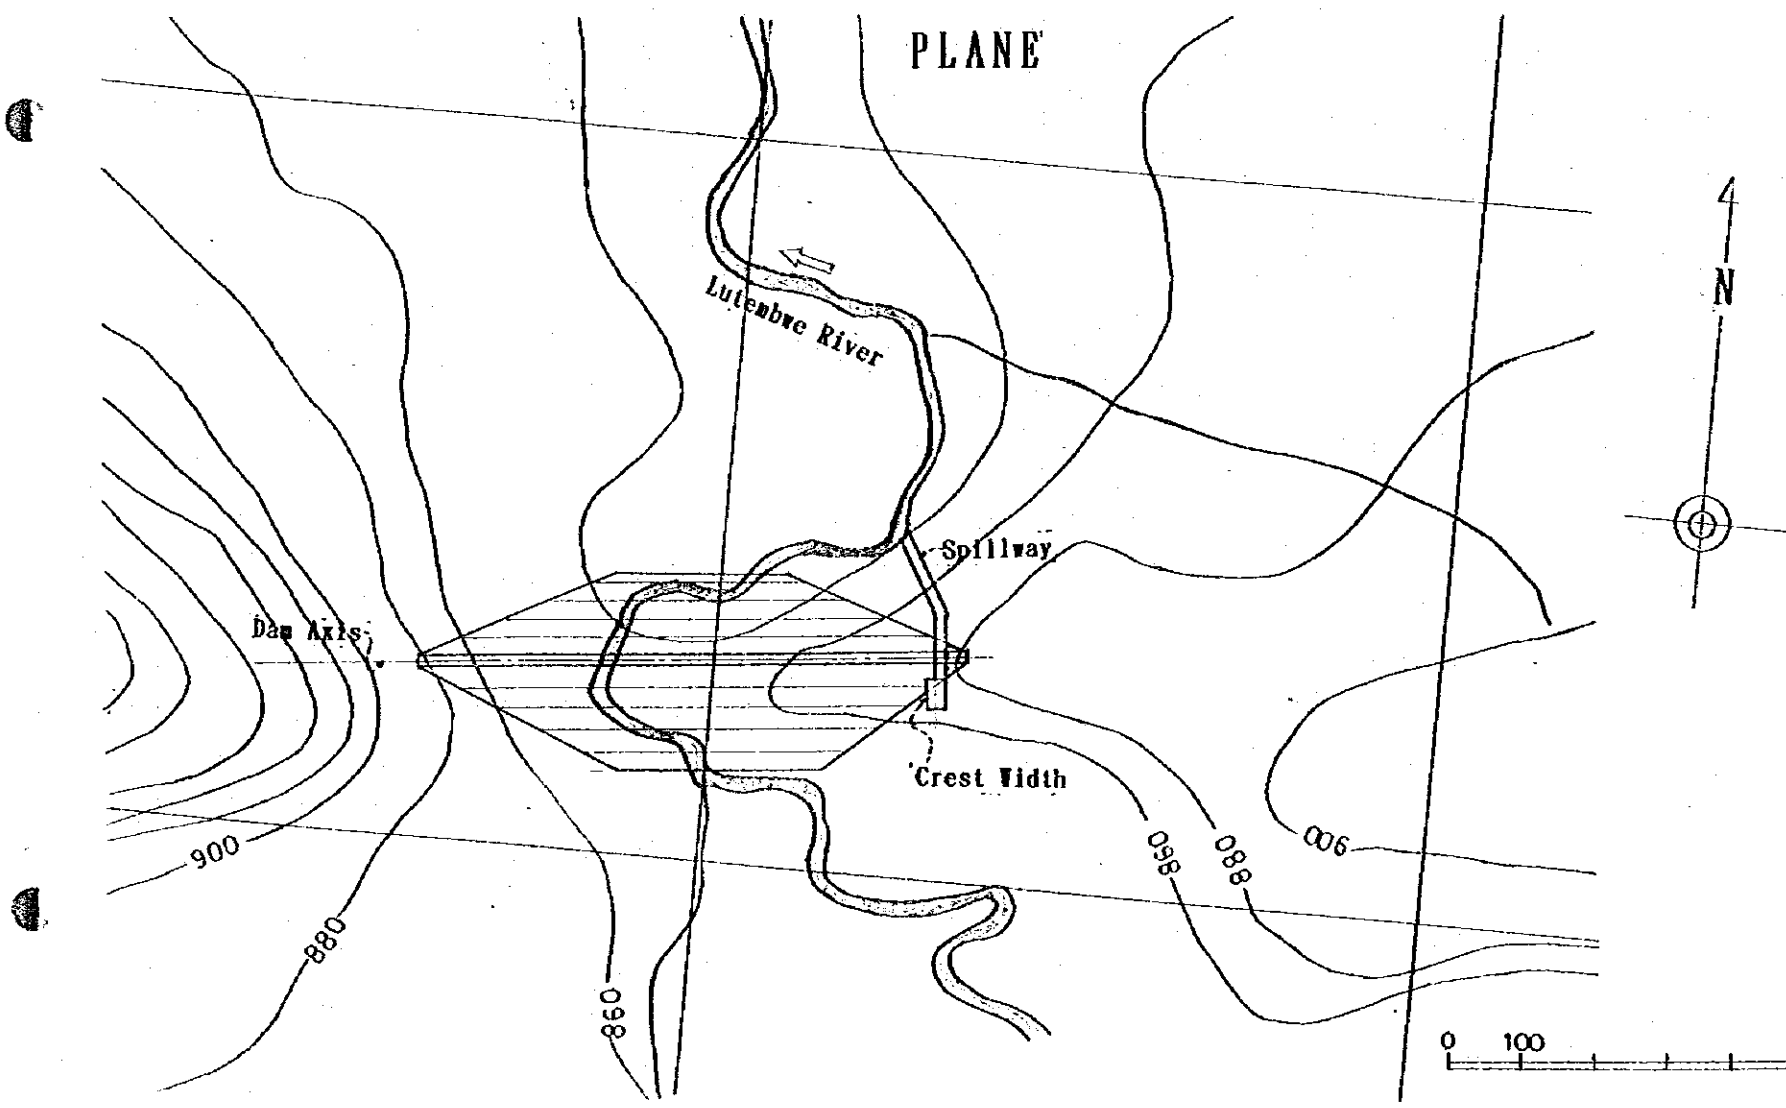 PLANE
N
Lutembwe River
Spillway
Dam Axis
Crest Width
900
880
860
860
880
900
0 100